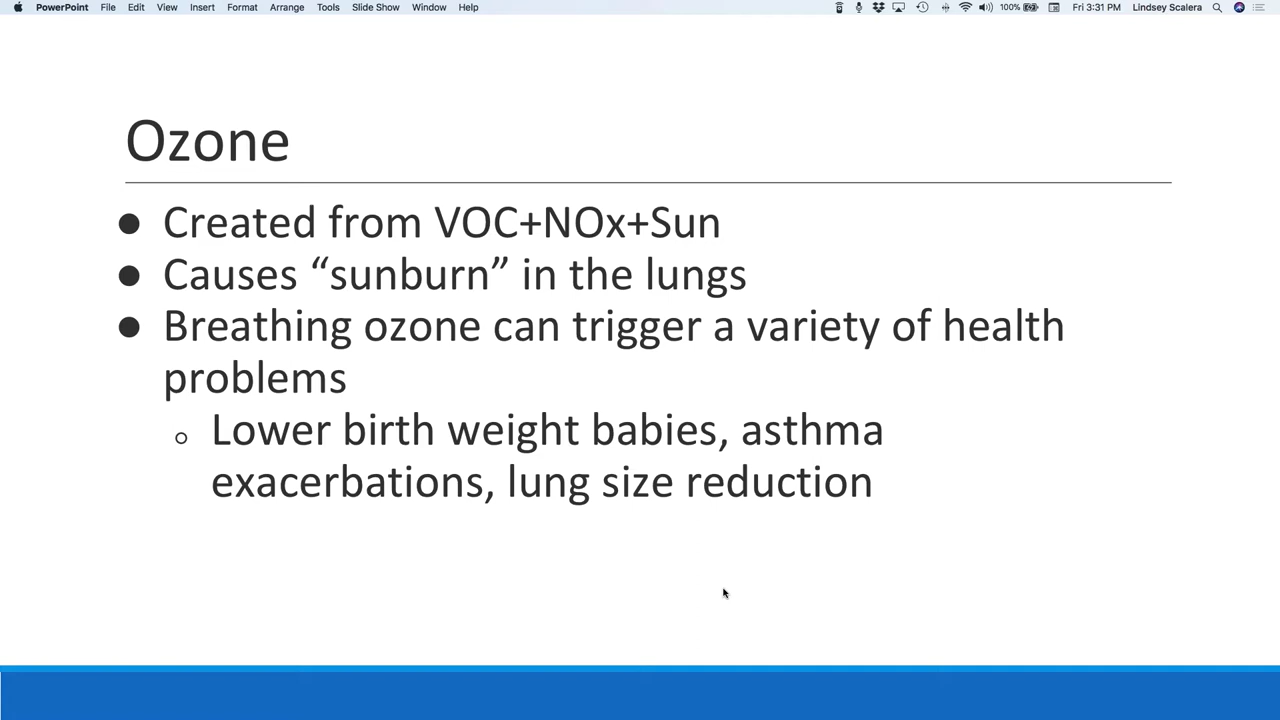 PowerPoint File Edit View Insert Format Arrange Tools Slide Show Window Help 100% Fri 3:31 PM Lindsey Scalera
Ozone
● Created from VOC+NOx+Sun
● Causes “sunburn” in the lungs
● Breathing ozone can trigger a variety of health
problems
○ Lower birth weight babies, asthma
exacerbations, lung size reduction